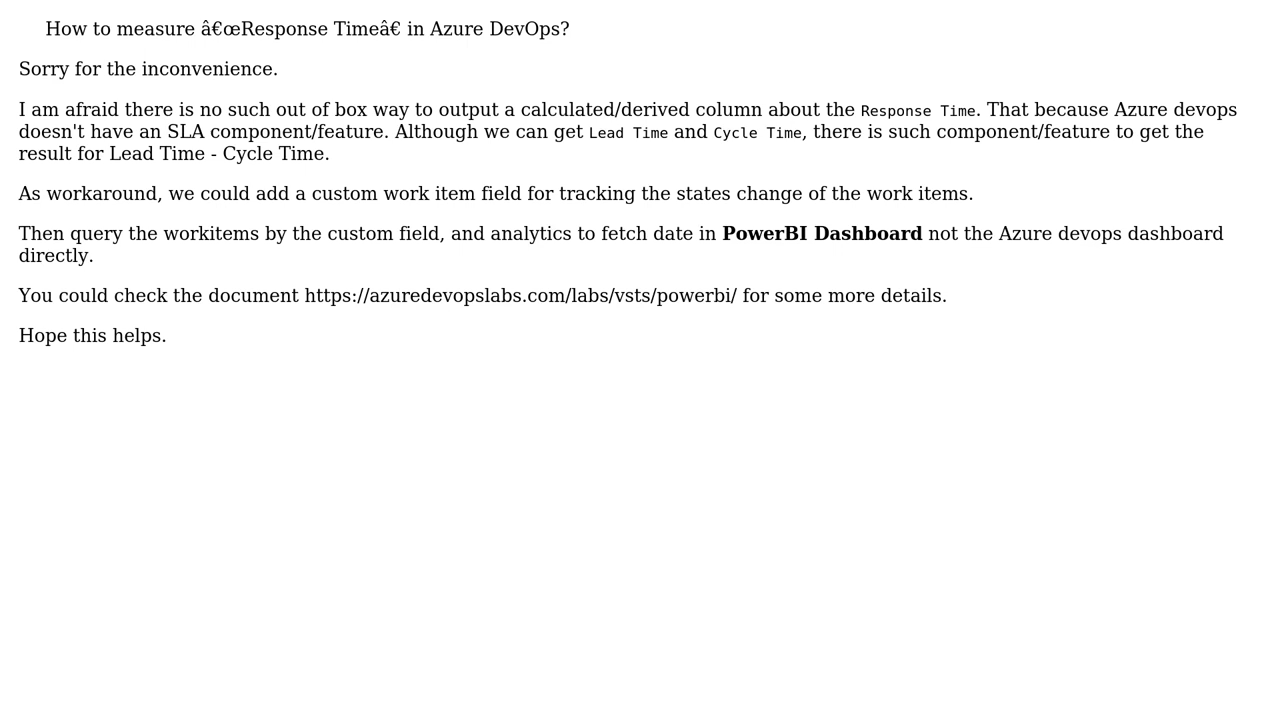 How to measure â€œResponse Timeâ€ in Azure DevOps?
Sorry for the inconvenience.
I am afraid there is no such out of box way to output a calculated/derived column about the Response Time. That because Azure devops
doesn't have an SLA component/feature. Although we can get Lead Time and Cycle Time, there is such component/feature to get the
result for Lead Time - Cycle Time.
As workaround, we could add a custom work item field for tracking the states change of the work items.
Then query the workitems by the custom field, and analytics to fetch date in PowerBI Dashboard not the Azure devops dashboard
directly.
You could check the document https://azuredevopslabs.com/labs/vsts/powerbi/ for some more details.
Hope this helps.